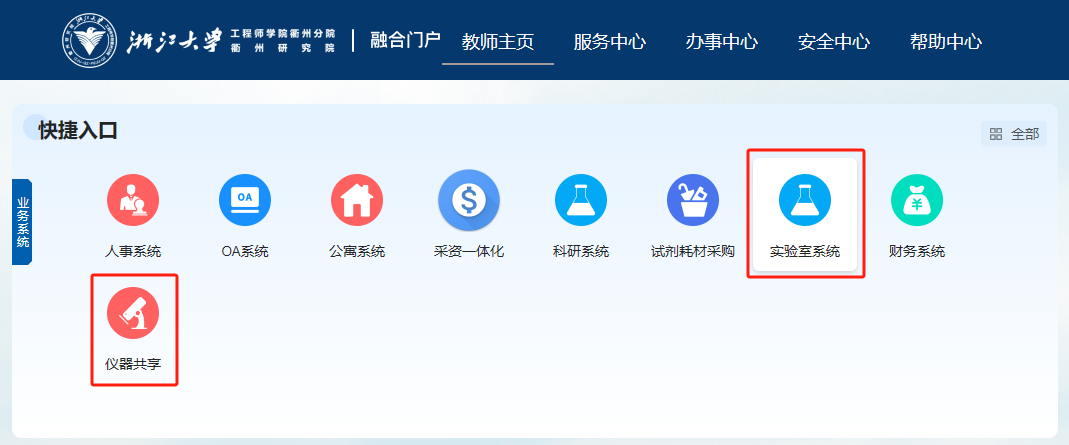 浙江大学 工程师学院衢州分院
衢州研究院
融合门户 教师主页 服务中心 办事中心 安全中心 帮助中心
快捷入口
全部
业务系统
OA
人事系统 OA系统 公寓系统 采资一体化 科研系统 试剂耗材采购 实验室系统 财务系统
仪器共享